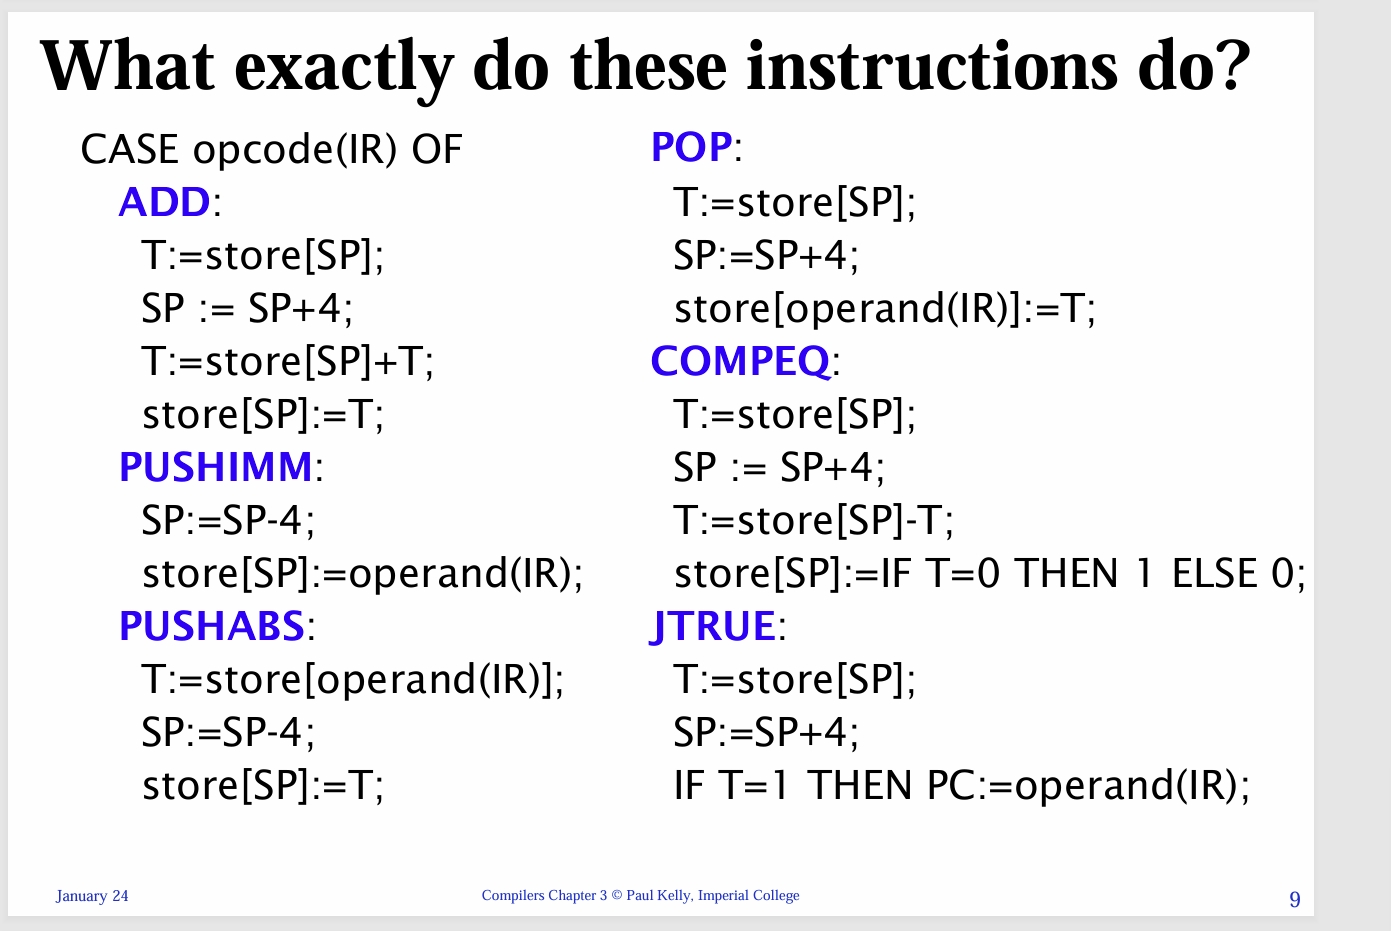 What exactly do these instructions do?
CASE opcode(IR) OF
ADD:
T:=store[SP];
SP := SP+4;
T:=store[SP]+T;
store[SP]:=T;
PUSHIMM:
SP:=SP-4;
store[SP]:=operand(IR);
PUSHABS:
T:=store[operand(IR)];
SP:=SP-4;
store[SP]:=T;
POP:
T:=store[SP];
SP:=SP+4;
store[operand(IR)]:=T;
COMPEQ:
T:=store[SP];
SP := SP+4;
T:=store[SP]-T;
store[SP]:=IF T=0 THEN 1 ELSE 0;
JTRUE:
T:=store[SP];
SP:=SP+4;
IF T=1 THEN PC:=operand(IR);
January 24
Compilers Chapter 3 © Paul Kelly, Imperial College
9